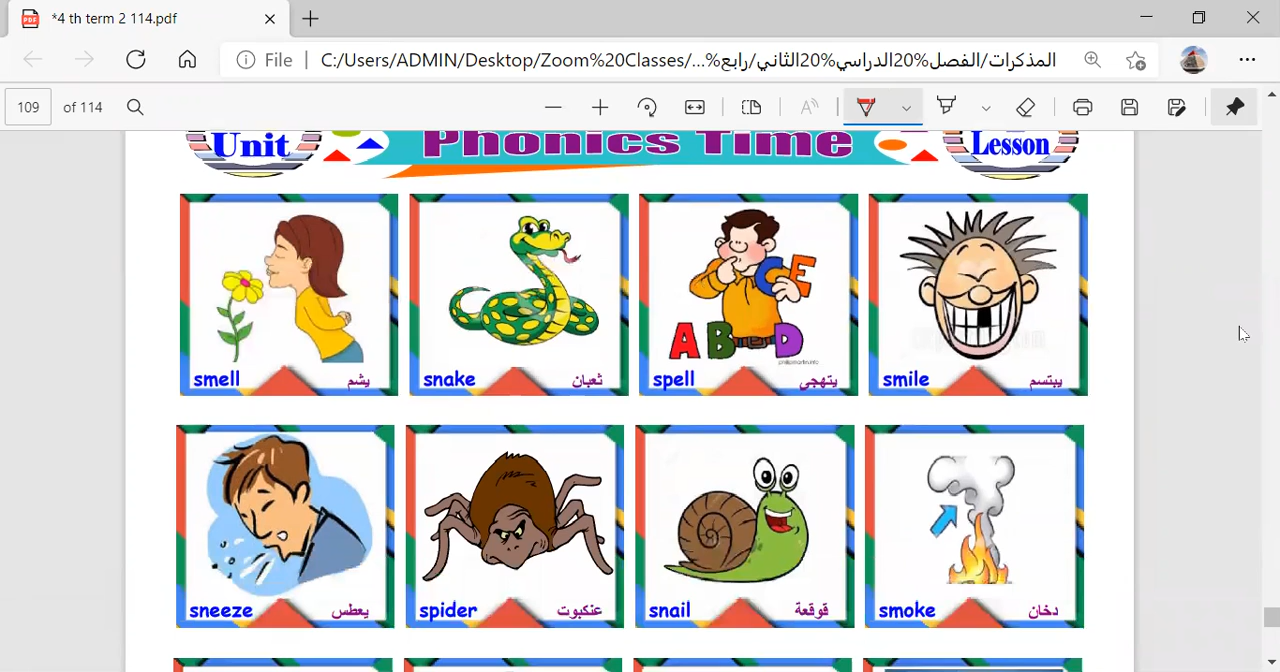 *4 th term 2 114.pdf
File C:/Users/ADMIN/Desktop/Zoom%20Classes/...المذكرات/الفصل%20الدراسي%20الثاني/رابع%
109 of 114
Unit Phonics Time Lesson
smell يشم
snake ثعبان
spell يتهجى
smile يبتسم
sneeze يعطس
spider عنكبوت
snail قوقعة
smoke دخان